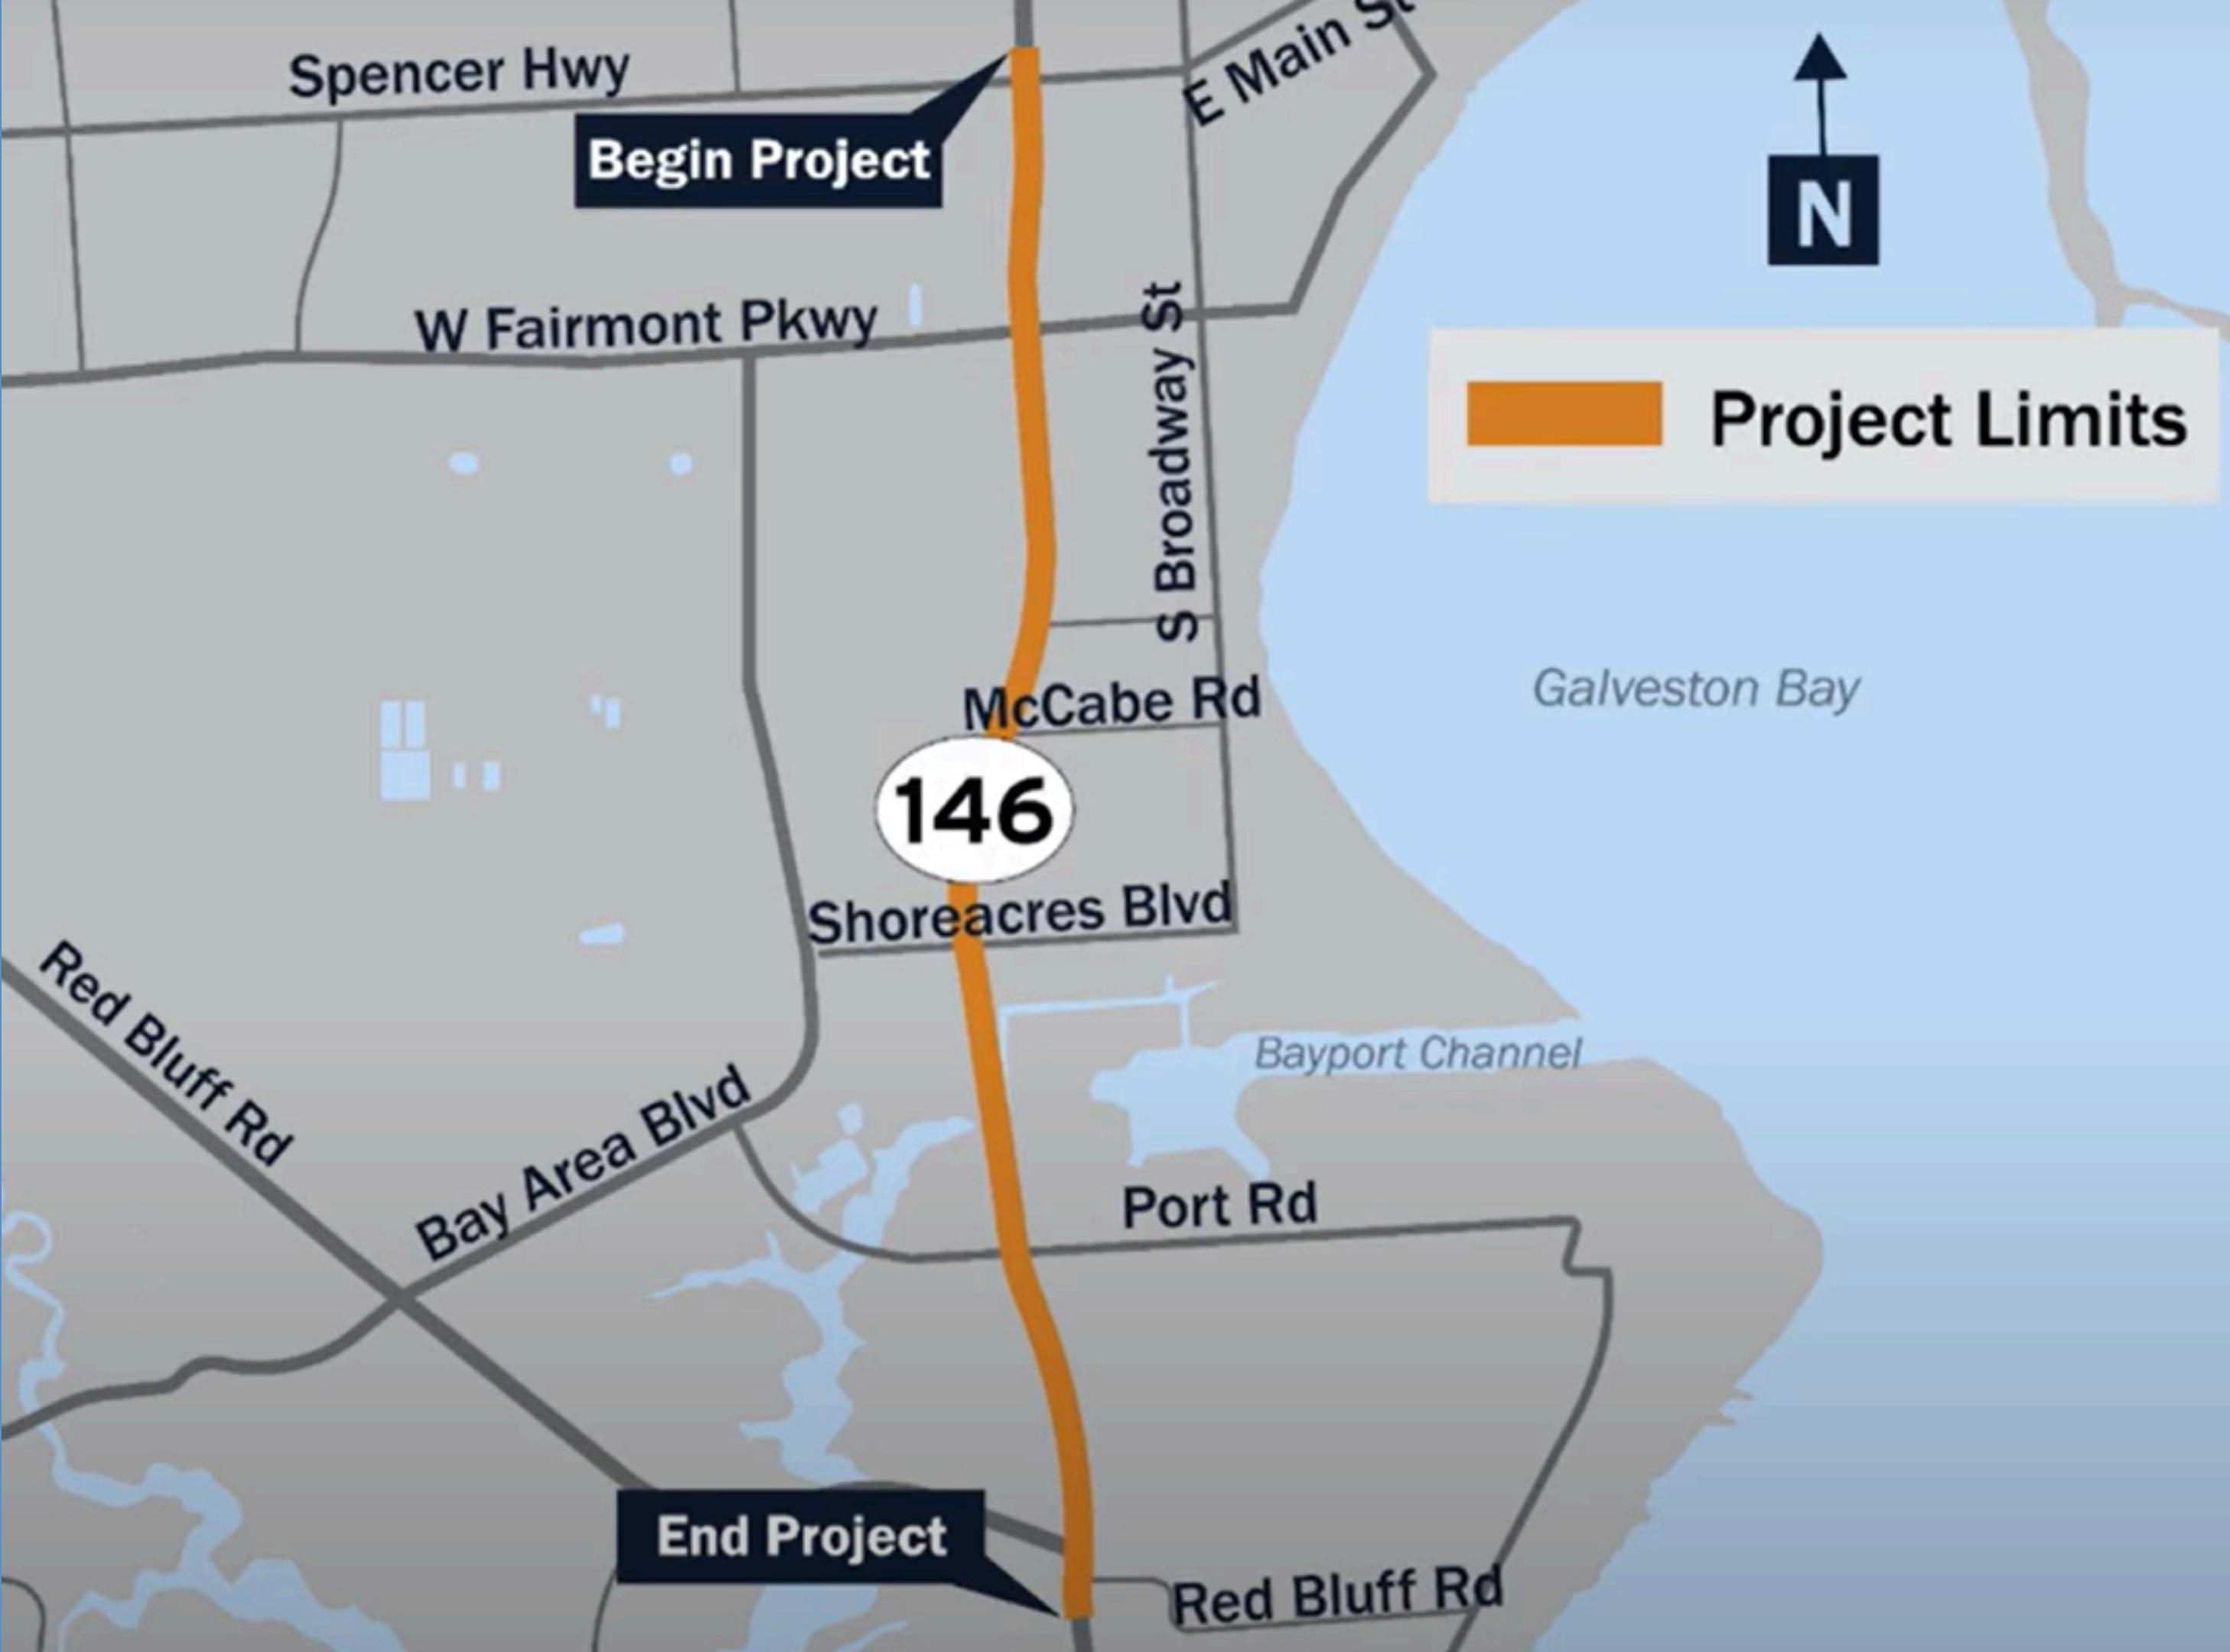 Spencer Hwy
E Main St
Begin Project
N
W Fairmont Pkwy
S Broadway St
Project Limits
McCabe Rd
Galveston Bay
146
Shoreacres Blvd
Red Bluff Rd
Bayport Channel
Bay Area Blvd
Port Rd
End Project
Red Bluff Rd